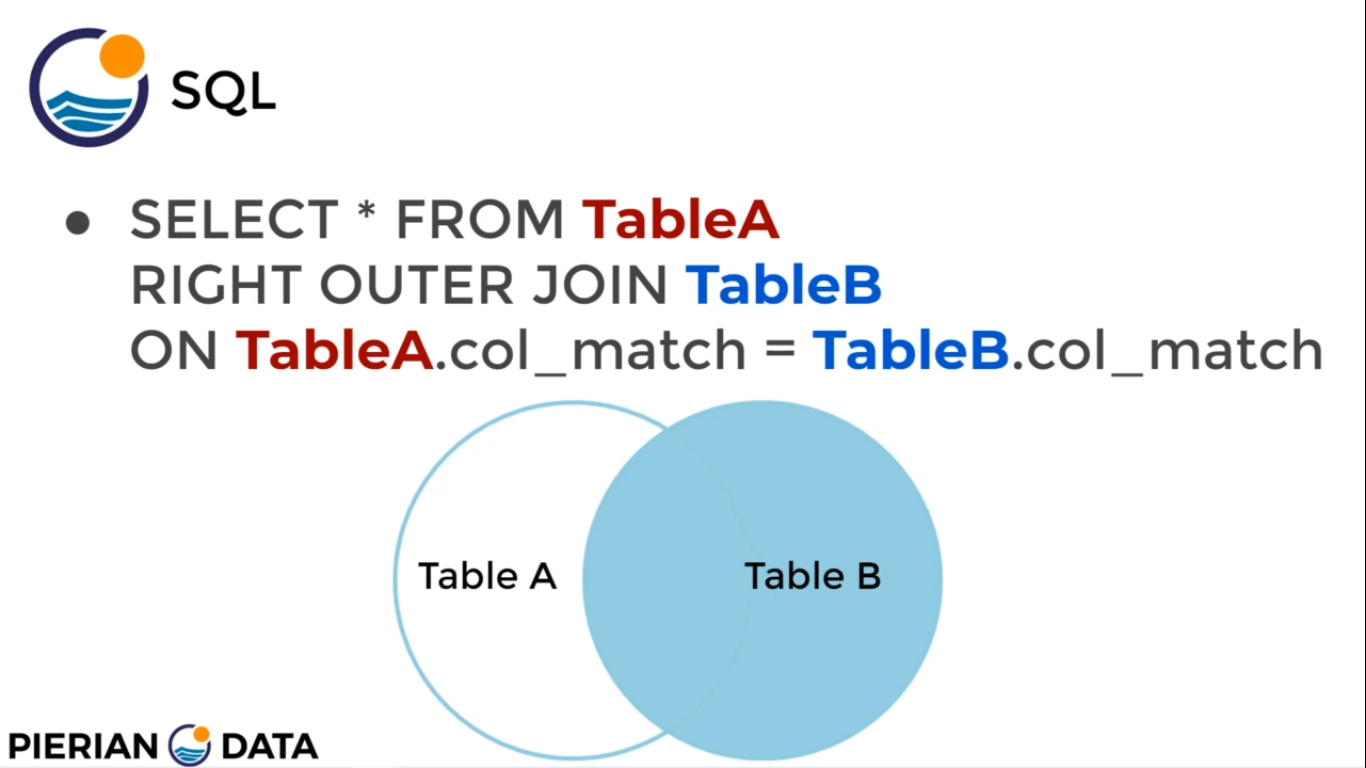 SQL
● SELECT * FROM TableA
RIGHT OUTER JOIN TableB
ON TableA.col_match = TableB.col_match
Table A
Table B
PIERIAN DATA